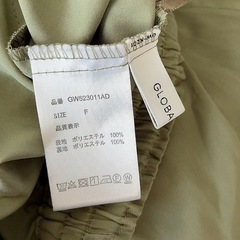 品番 GW523011AD
SIZE F
品質表示
表地 ポリエステル 100%
裏地 ポリエステル 100%
GLOBA